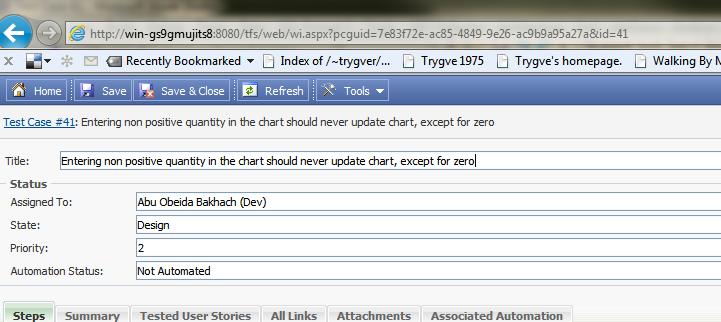 http://win-gs9gmujits8:8080/tfs/web/wi.aspx?pcguid=7e83f72e-ac85-4849-9e26-ac9b9a95a27a&id=41
x Recently Bookmarked Index of /~trygver/... Trygve 1975 Trygve's homepage. Walking By M
Home Save Save & Close Refresh Tools
Test Case #41: Entering non positive quantity in the chart should never update chart, except for zero
Title: Entering non positive quantity in the chart should never update chart, except for zero
Status
Assigned To: Abu Obeida Bakhach (Dev)
State: Design
Priority: 2
Automation Status: Not Automated
Steps Summary Tested User Stories All Links Attachments Associated Automation